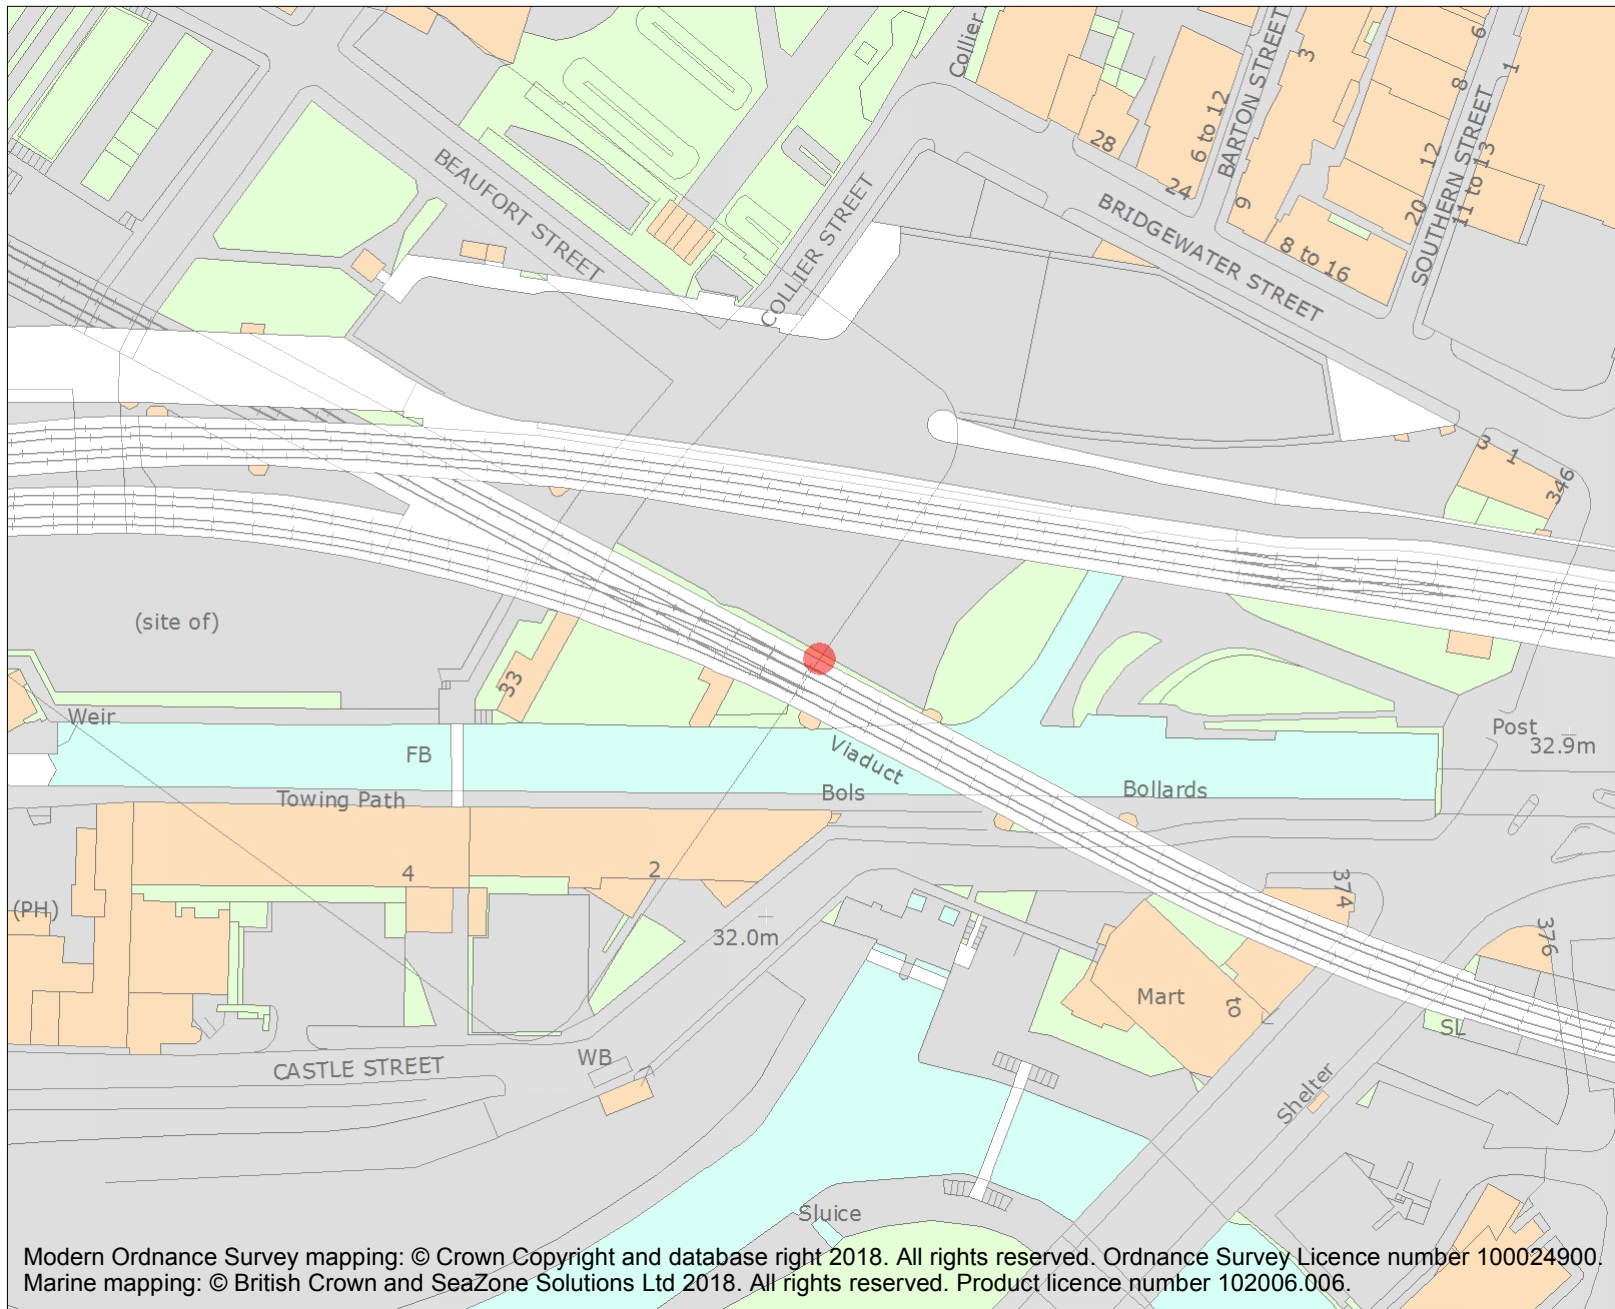 Collier
6
1
3
8
BARTON STREET
6 to 12
28
24
9
12
SOUTHERN STREET
11 to 13
20
BEAUFORT STREET
COLLIER STREET
BRIDGEWATER STREET
8 to 16
3
1
346
(site of)
33
Weir
FB
Viaduct
Post
32.9m
Towing Path
Bols
Bollards
4
2
(PH)
32.0m
374
376
Mart
to
SL
CASTLE STREET
WB
Shelter
Sluice
Modern Ordnance Survey mapping: © Crown Copyright and database right 2018. All rights reserved. Ordnance Survey Licence number 100024900.
Marine mapping: © British Crown and SeaZone Solutions Ltd 2018. All rights reserved. Product licence number 102006.006.